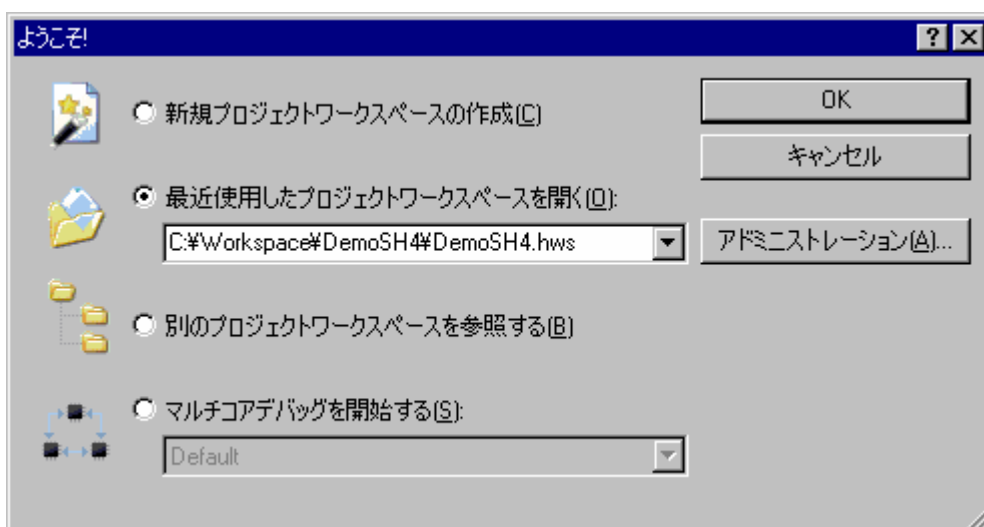 ようこそ!
新規プロジェクトワークスペースの作成(C)
OK
キャンセル
最近使用したプロジェクトワークスペースを開く(O):
C:¥Workspace¥DemoSH4¥DemoSH4.hws
アドミニストレーション(A)...
別のプロジェクトワークスペースを参照する(B)
マルチコアデバッグを開始する(S):
Default